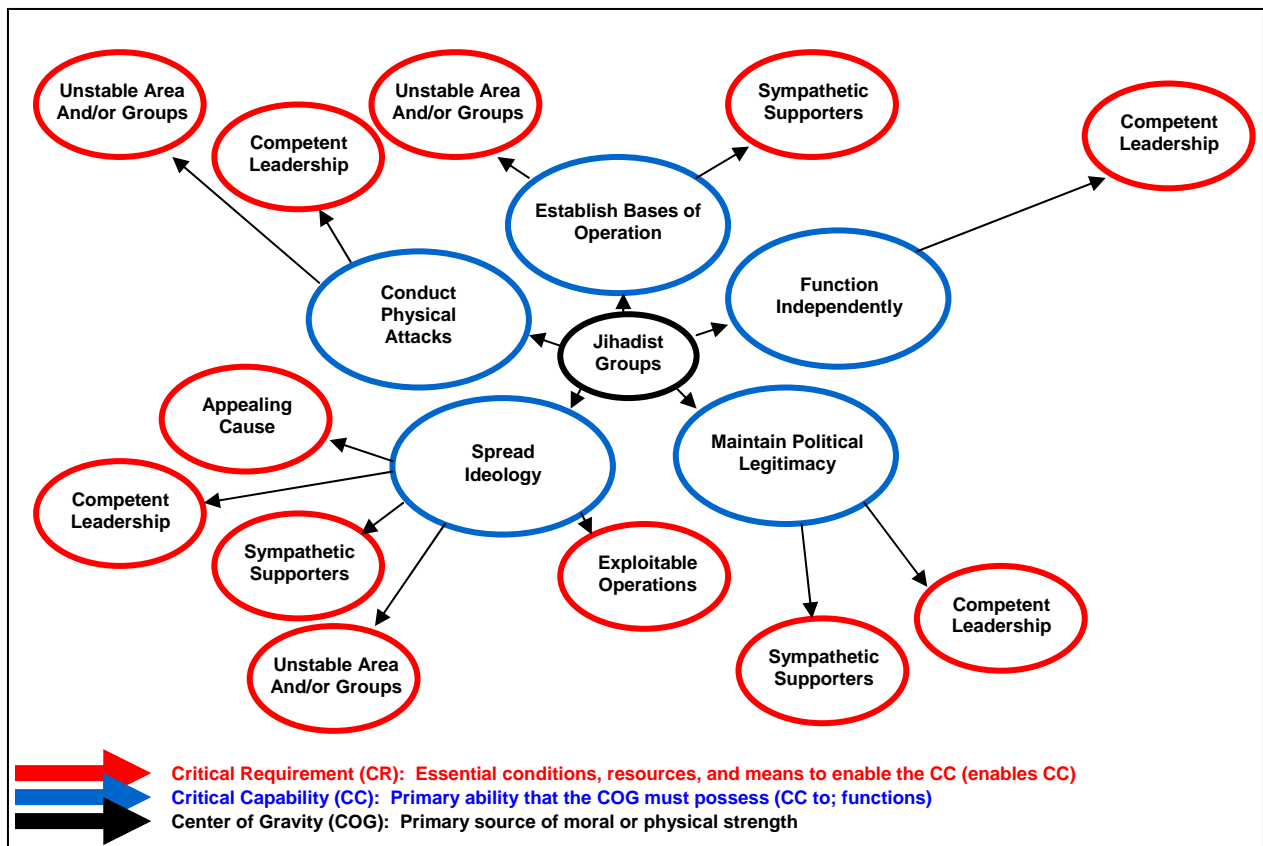 Unstable Area
And/or Groups
Unstable Area
And/or Groups
Sympathetic
Supporters
Competent
Leadership
Competent
Leadership
Establish Bases of
Operation
Conduct
Physical
Attacks
Function
Independently
Jihadist
Groups
Appealing
Cause
Spread
Ideology
Maintain Political
Legitimacy
Competent
Leadership
Sympathetic
Supporters
Exploitable
Operations
Competent
Leadership
Unstable Area
And/or Groups
Sympathetic
Supporters
Critical Requirement (CR): Essential conditions, resources, and means to enable the CC (enables CC)
Critical Capability (CC): Primary ability that the COG must possess (CC to; functions)
Center of Gravity (COG): Primary source of moral or physical strength